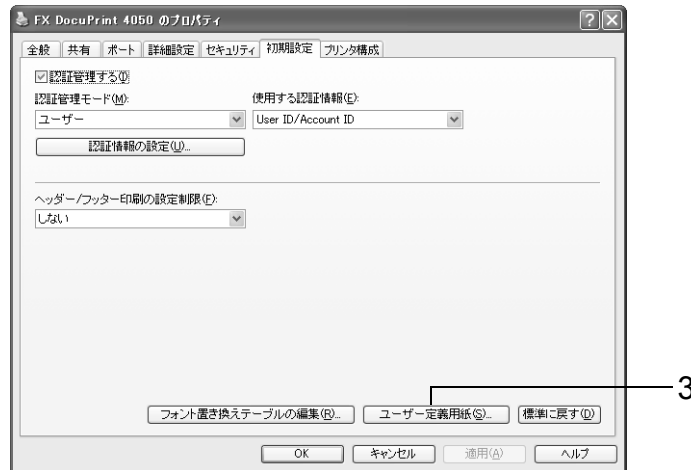 FX DocuPrint 4050 のプロパティ
全般 共有 ポート 詳細設定 セキュリティ 初期設定 プリンタ構成
認証管理する(I)
認証管理モード(M): 使用する認証情報(E):
ユーザー User ID/Account ID
認証情報の設定(U)...
ヘッダー/フッター印刷の設定制限(F):
しない
3
フォント置き換えテーブルの編集(R)... ユーザー定義用紙(S)... 標準に戻す(D)
OK キャンセル 適用(A) ヘルプ